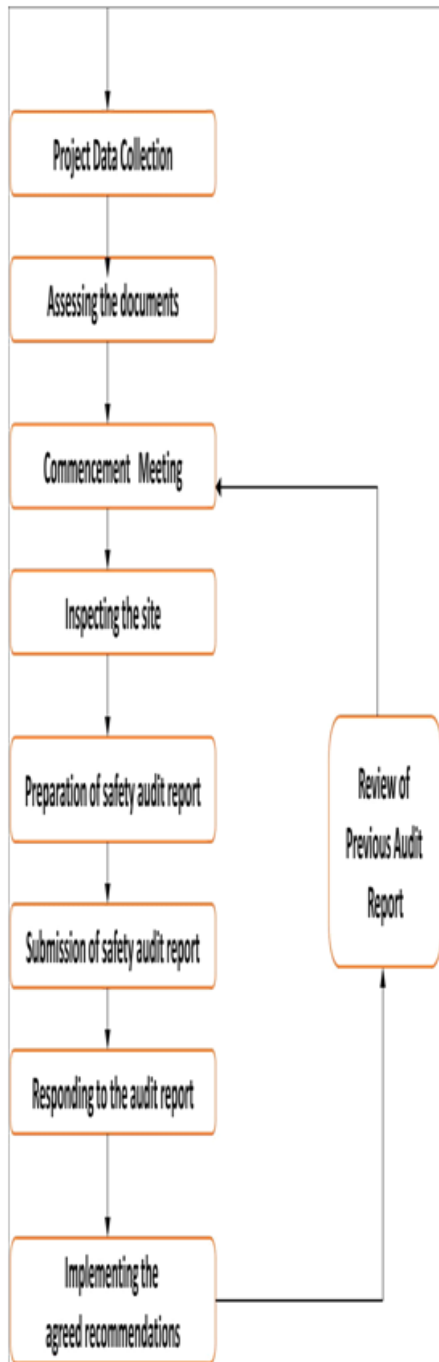 Project Data Collection
Assessing the documents
Commencement Meeting
Inspecting the site
Preparation of safety audit report
Submission of safety audit report
Responding to the audit report
Implementing the
agreed recommendations
Review of
Previous Audit
Report